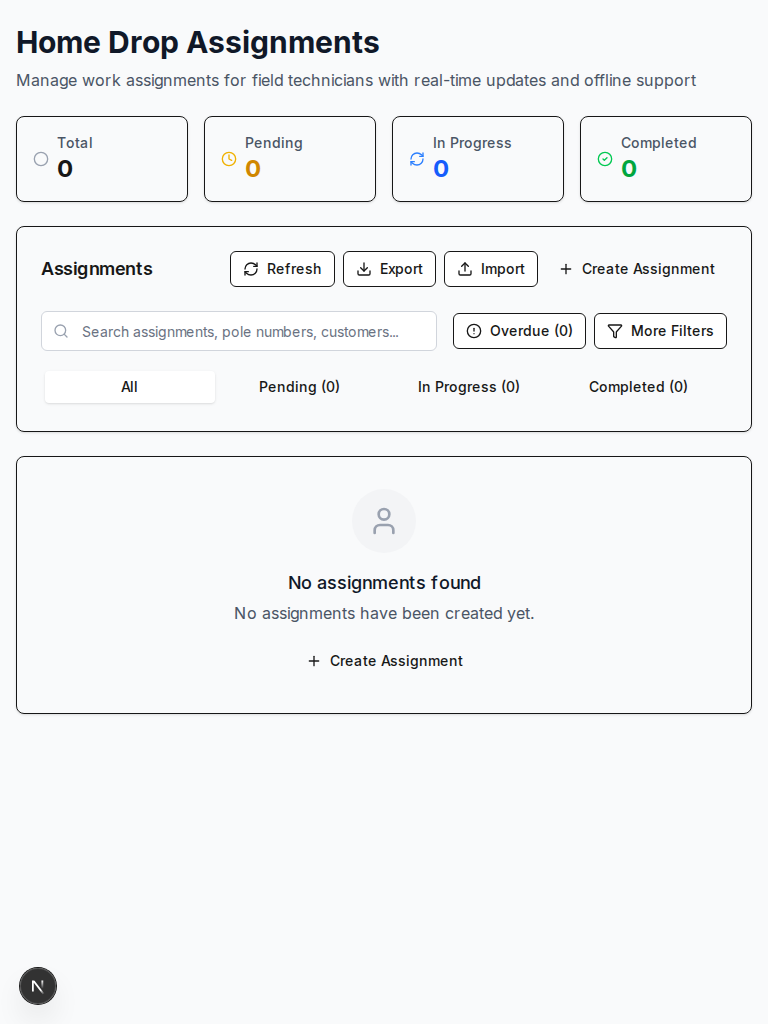 Home Drop Assignments
Manage work assignments for field technicians with real-time updates and offline support
Total
0
Pending
0
In Progress
0
Completed
0
Assignments
Refresh
Export
Import
Create Assignment
Search assignments, pole numbers, customers...
Overdue (0)
More Filters
All
Pending (0)
In Progress (0)
Completed (0)
No assignments found
No assignments have been created yet.
Create Assignment
N